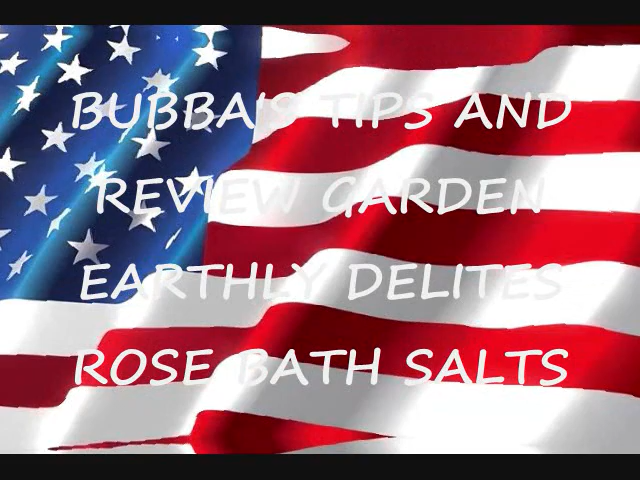 BUBBA'S TIPS AND
REVIEW GARDEN
EARTHLY DELITES
ROSE BATH SALTS